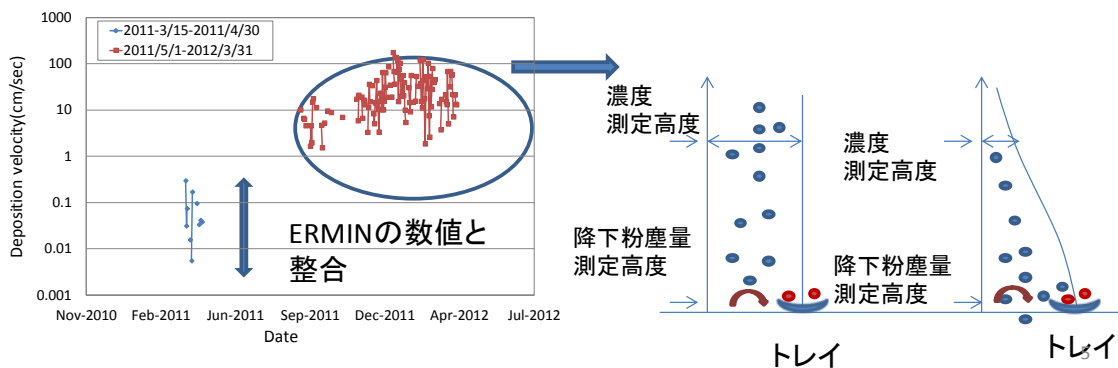 1000
100
10
1
0.1
0.01
0.001
Deposition velocity(cm/sec)
2011-3/15-2011/4/30
2011/5/1-2012/3/31
ERMINの数値と
整合
Nov-2010 Feb-2011 Jun-2011 Sep-2011 Dec-2011 Apr-2012 Jul-2012
Date
濃度
測定高度
降下粉塵量
測定高度
トレイ
濃度
測定高度
降下粉塵量
測定高度
トレイ
5